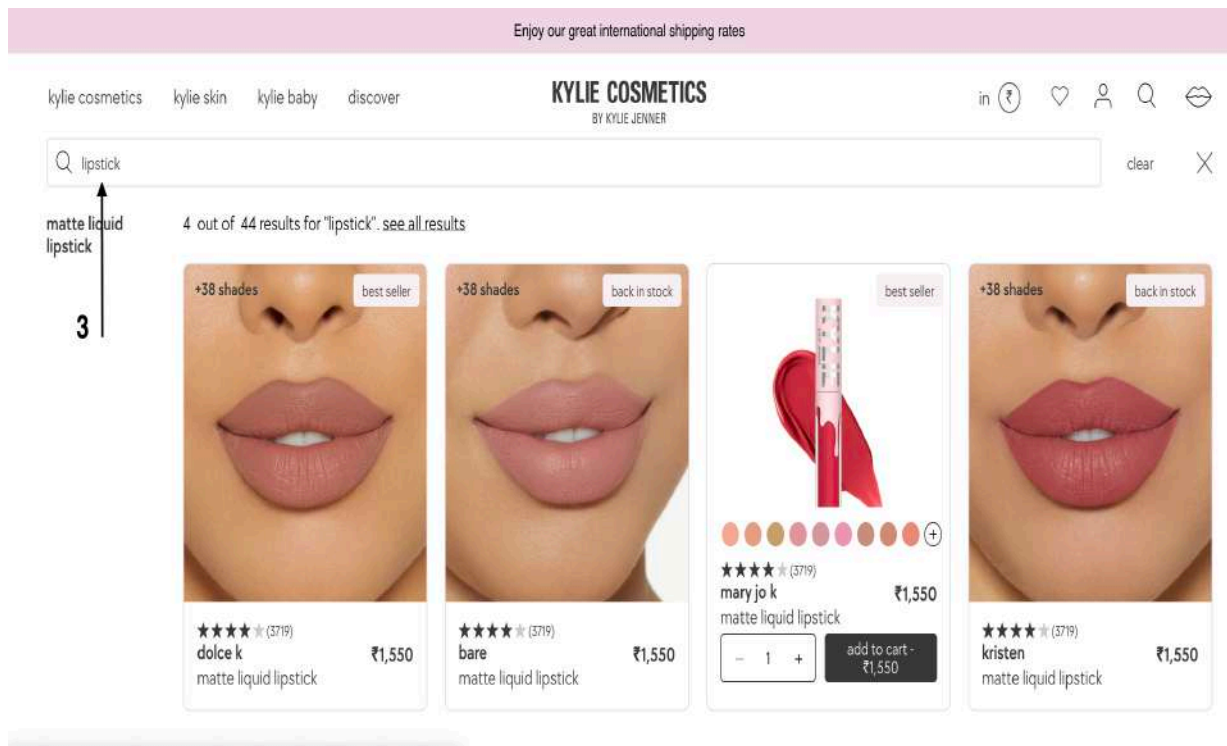 Enjoy our great international shipping rates
kylie cosmetics kylie skin kylie baby discover
KYLIE COSMETICS
BY KYLIE JENNER
in ₹
lipstick
clear X
matte liquid
lipstick
4 out of 44 results for "lipstick". see all results
3
+38 shades best seller
+38 shades back in stock
best seller
+38 shades back in stock
KYLIE
(3719)
dolce k ₹1,550
matte liquid lipstick
(3719)
bare ₹1,550
matte liquid lipstick
+
(3719)
mary jo k ₹1,550
matte liquid lipstick
– 1 +
add to cart -
₹1,550
(3719)
kristen ₹1,550
matte liquid lipstick